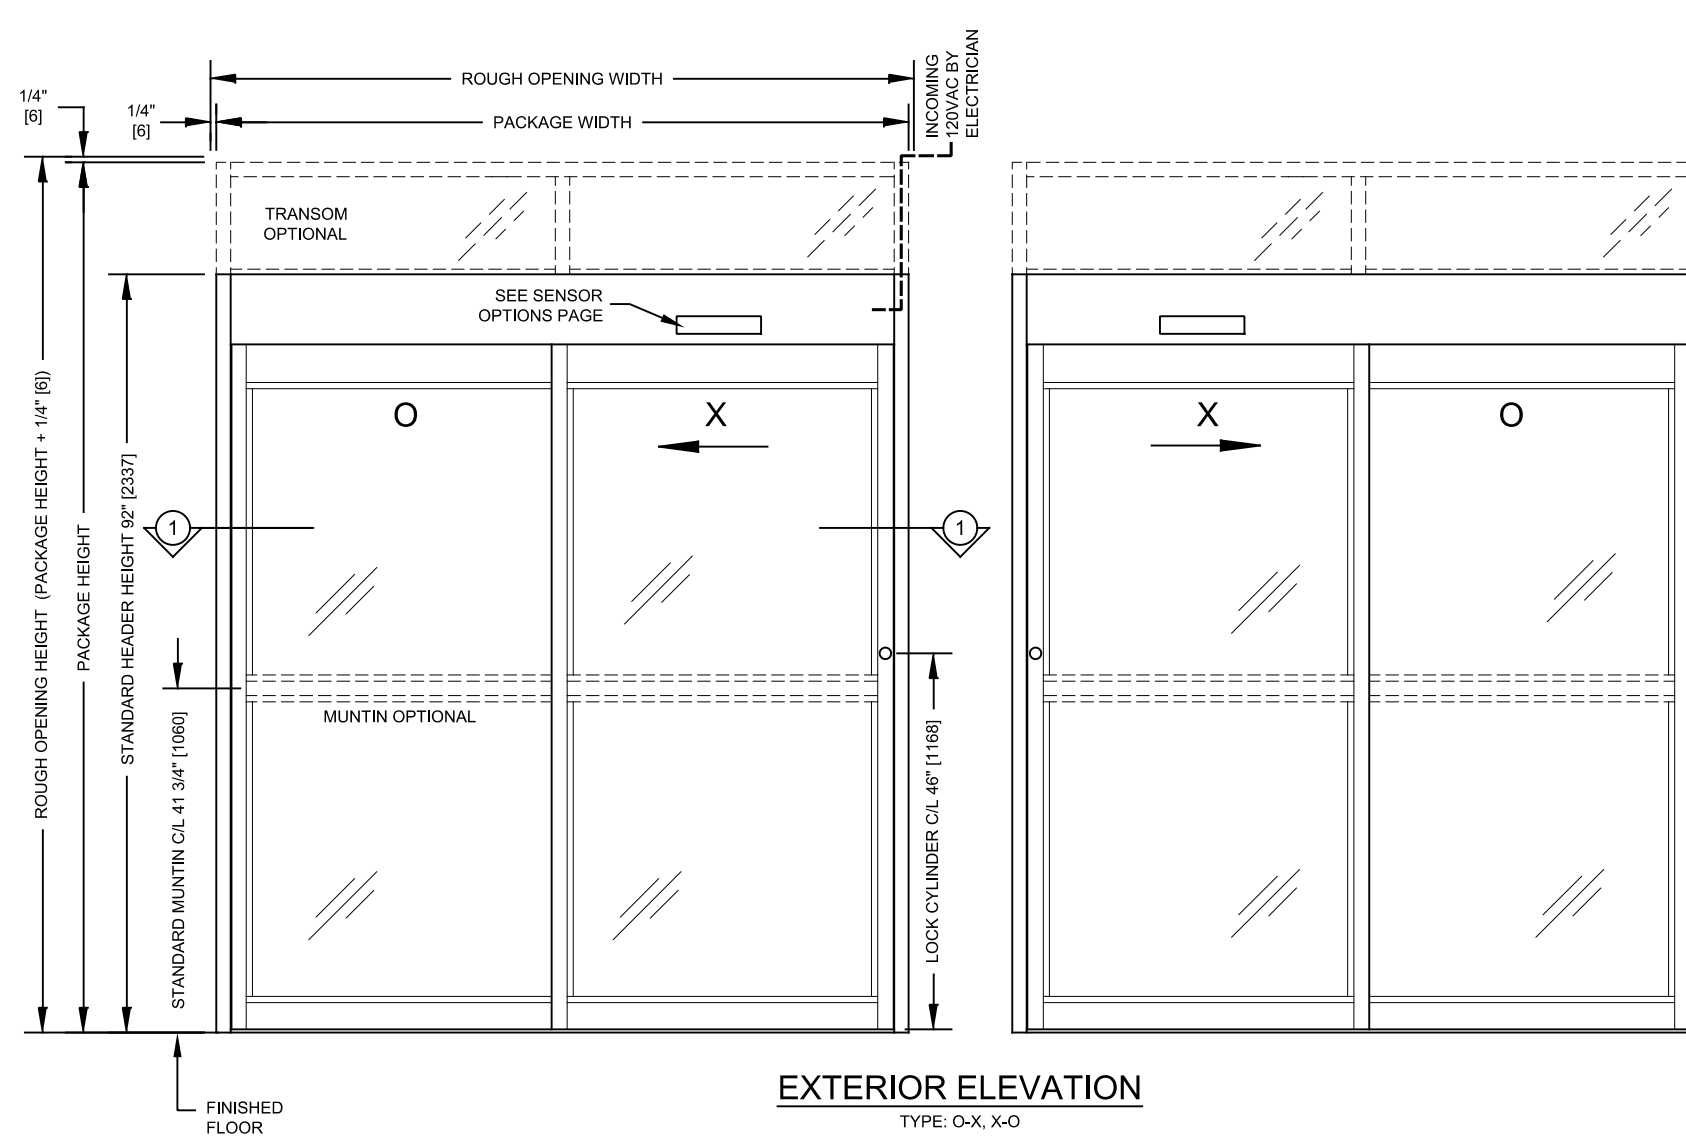 ROUGH OPENING WIDTH
PACKAGE WIDTH
1/4"
[6]
1/4"
[6]
INCOMING
120VAC BY
ELECTRICIAN
TRANSOM
OPTIONAL
SEE SENSOR
OPTIONS PAGE
O
X
X
O
1
1
ROUGH OPENING HEIGHT (PACKAGE HEIGHT + 1/4" [6])
PACKAGE HEIGHT
STANDARD HEADER HEIGHT 92" [2337]
STANDARD MUNTIN C/L 41 3/4" [1060]
MUNTIN OPTIONAL
LOCK CYLINDER C/L 46" [1168]
FINISHED
FLOOR
EXTERIOR ELEVATION
TYPE: O-X, X-O